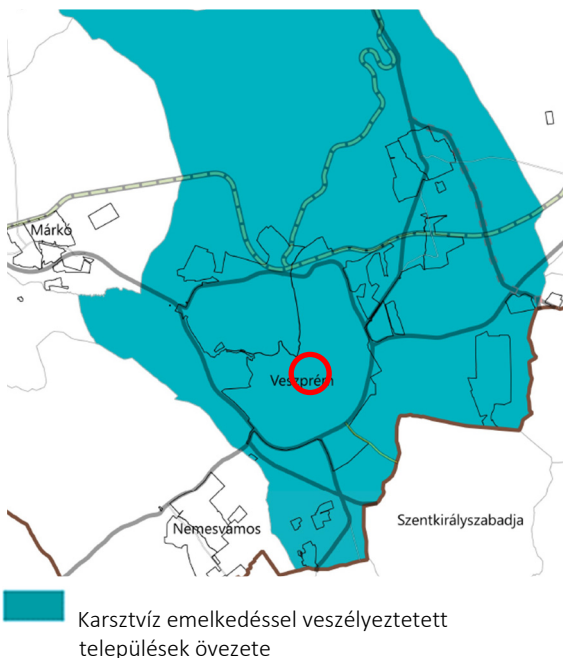 Márkó
Veszprém
Nemesvámos
Szentkirályszabadja
Karsztvíz emelkedéssel veszélyeztetett
települések övezete